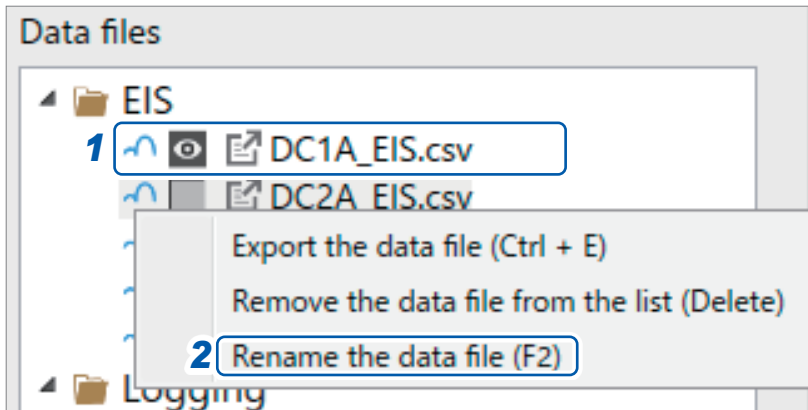 Data files
EIS
1 DC1A_EIS.csv
DC2A_EIS.csv
Export the data file (Ctrl + E)
Remove the data file from the list (Delete)
2 Rename the data file (F2)
Logging